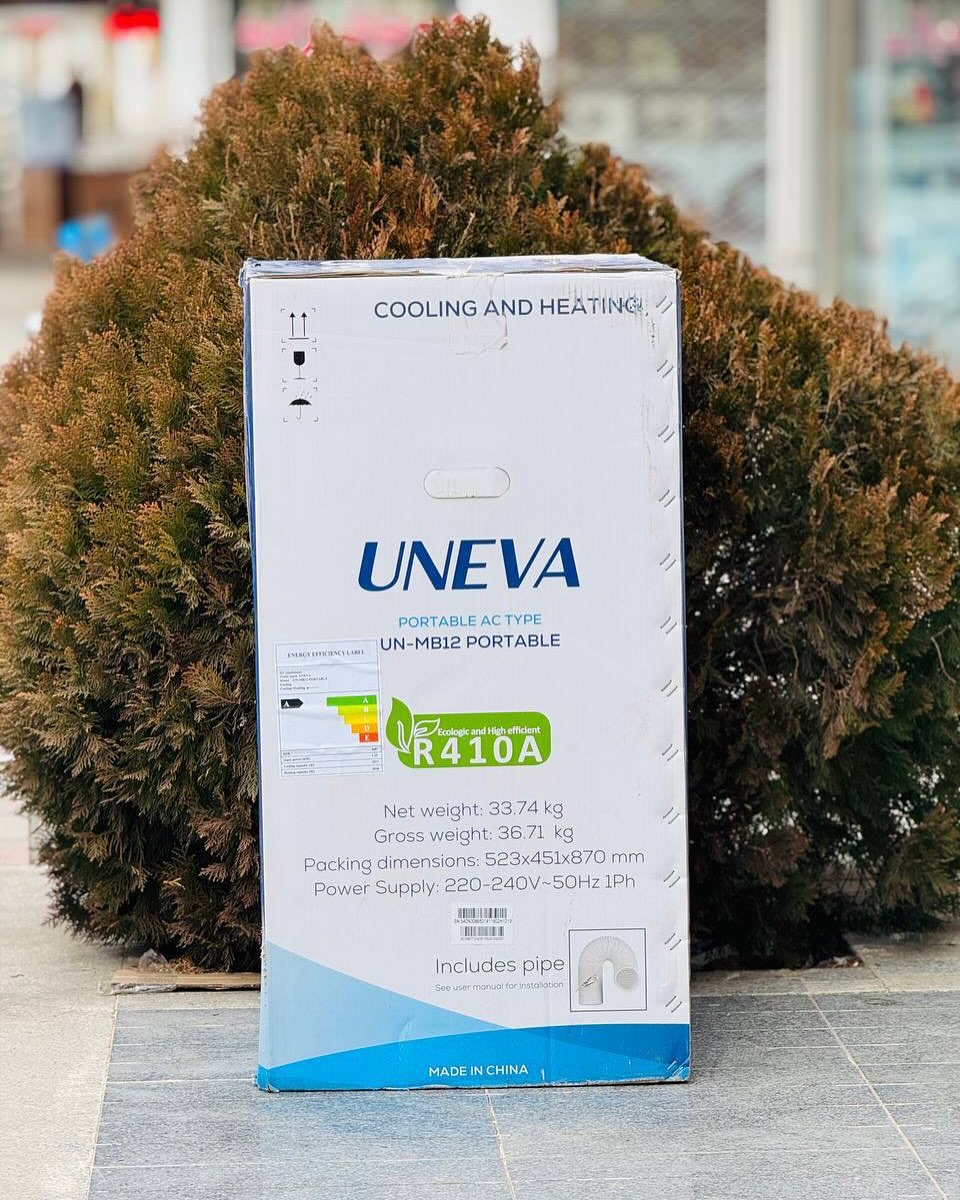 COOLING AND HEATING
UNEVA
PORTABLE AC TYPE
UN-MB12 PORTABLE
ENERGY EFFICIENCY LABEL
A
A
B
D
E
Ecologic and High efficient
R410A
Net weight: 33.74 kg
Gross weight: 36.71 kg
Packing dimensions: 523x451x870 mm
Power Supply: 220-240V~50Hz 1Ph
Includes pipe
See user manual for installation
MADE IN CHINA